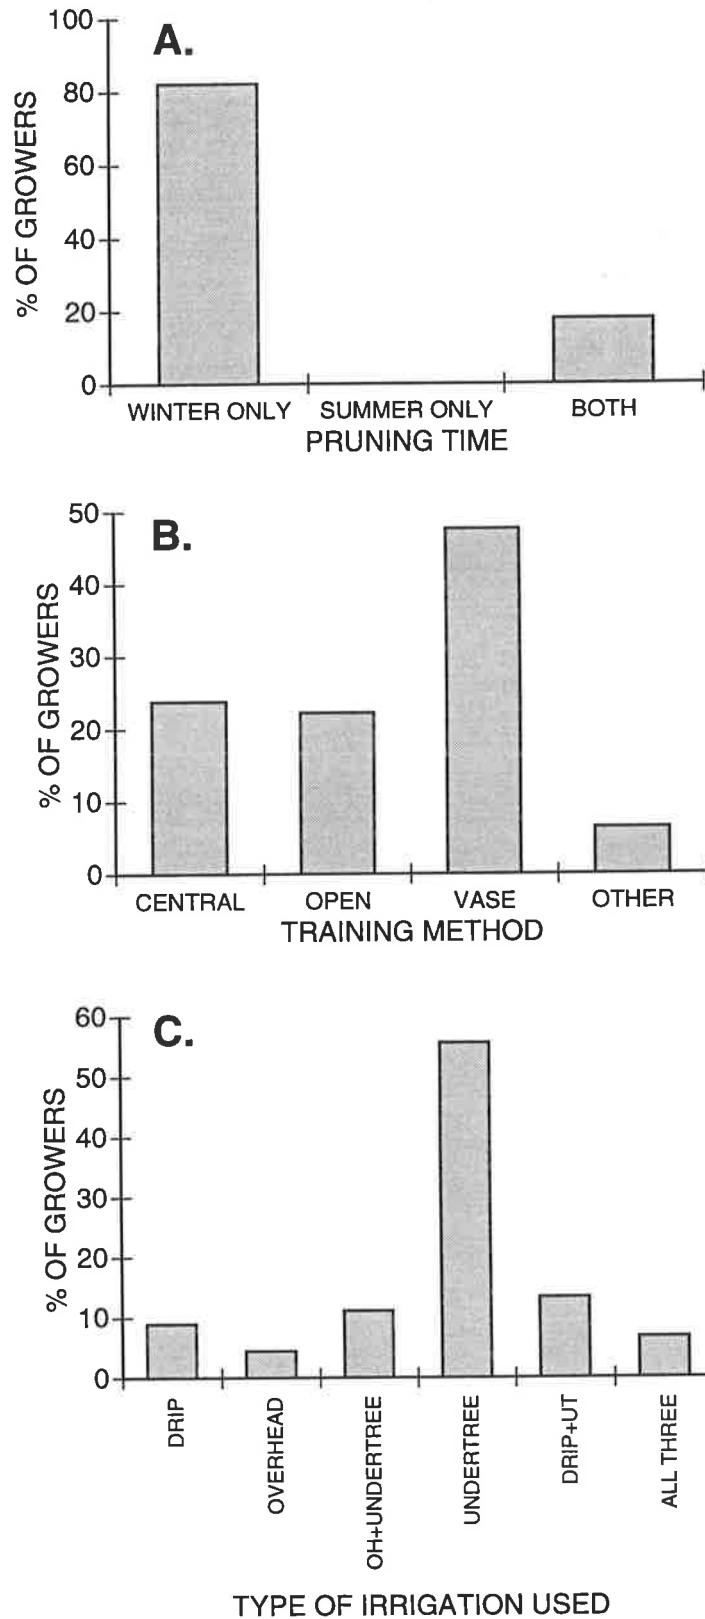 A.
% OF GROWERS
100
80
60
40
20
0
WINTER ONLY SUMMER ONLY BOTH
PRUNING TIME
B.
% OF GROWERS
50
40
30
20
10
0
CENTRAL OPEN VASE OTHER
TRAINING METHOD
C.
% OF GROWERS
60
50
40
30
20
10
0
DRIP
OVERHEAD
OH+UNDERTREE
UNDERTREE
DRIP+UT
ALL THREE
TYPE OF IRRIGATION USED